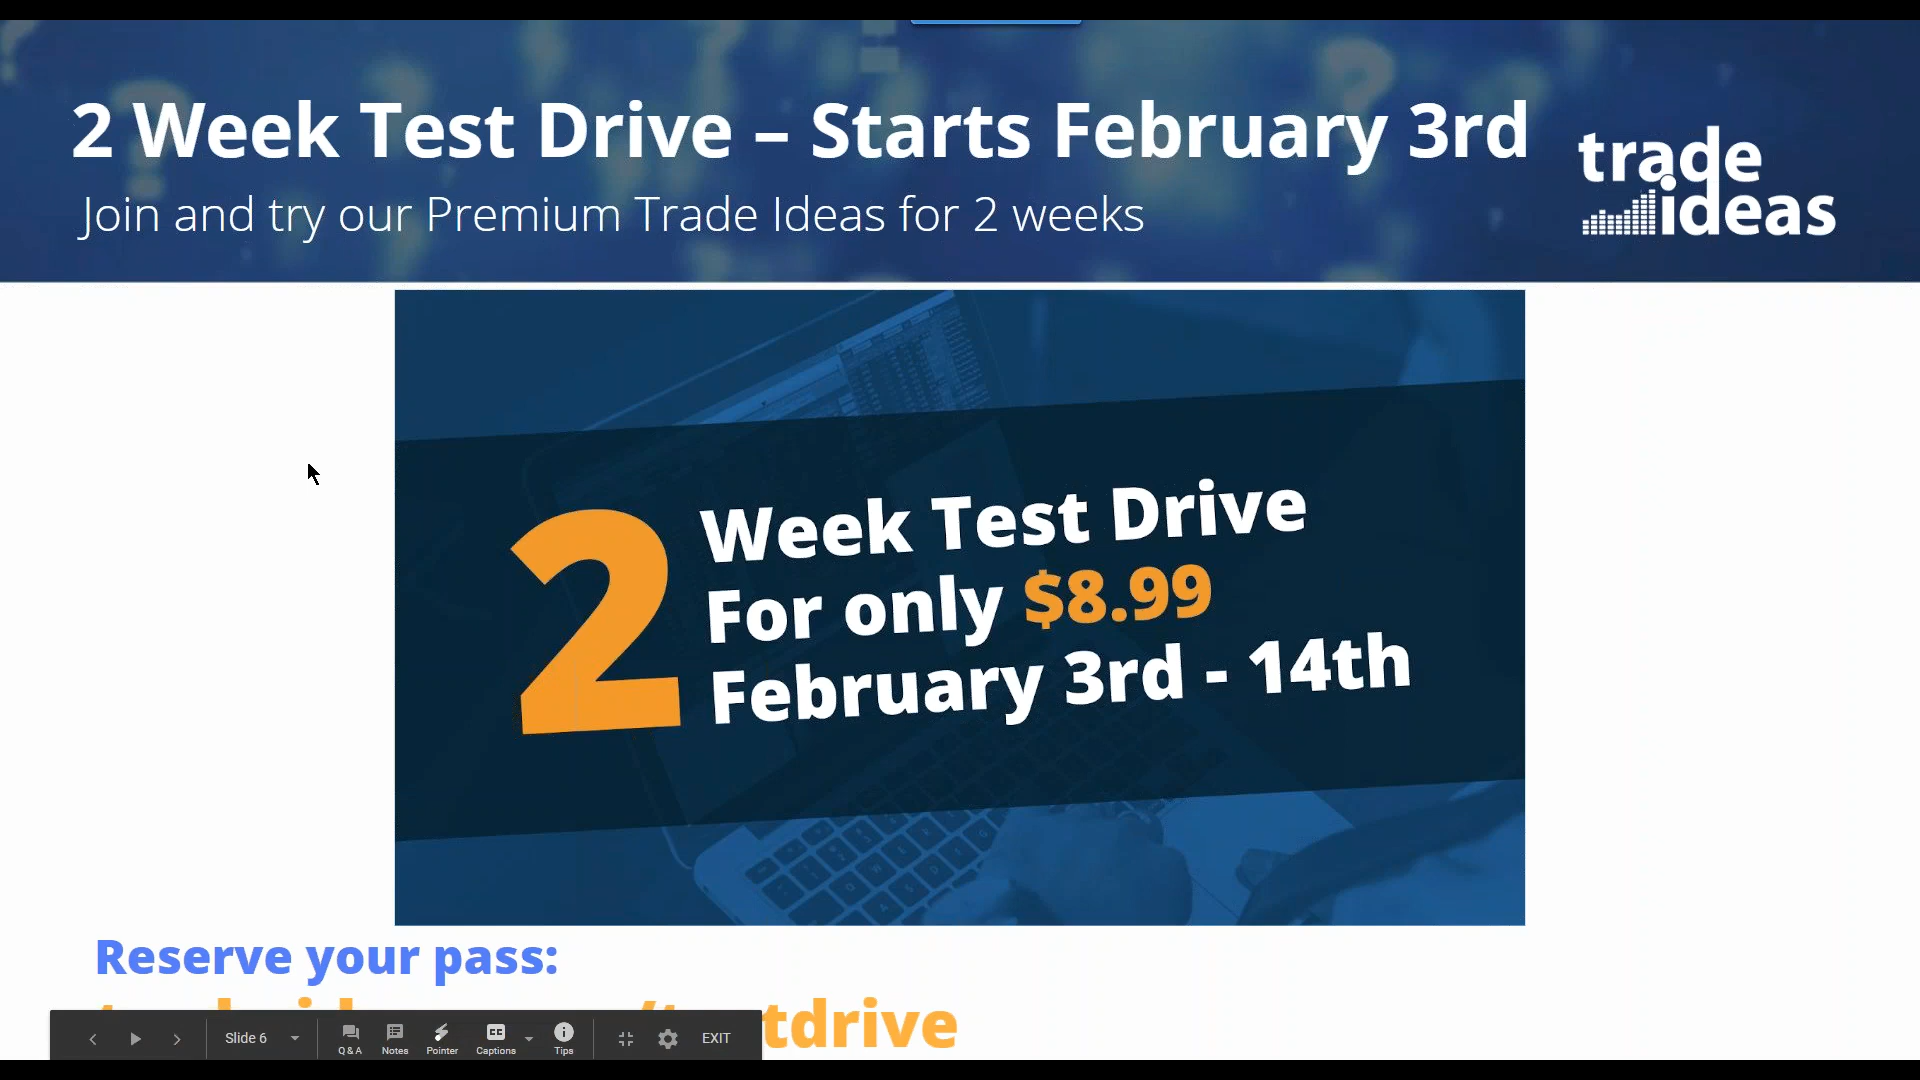 2 Week Test Drive – Starts February 3rd
Join and try our Premium Trade Ideas for 2 weeks
trade
ideas
2
Week Test Drive
For only $8.99
February 3rd - 14th
Reserve your pass:
tdrive
Slide 6
Q & A
Notes
Pointer
CC
Captions
Tips
EXIT